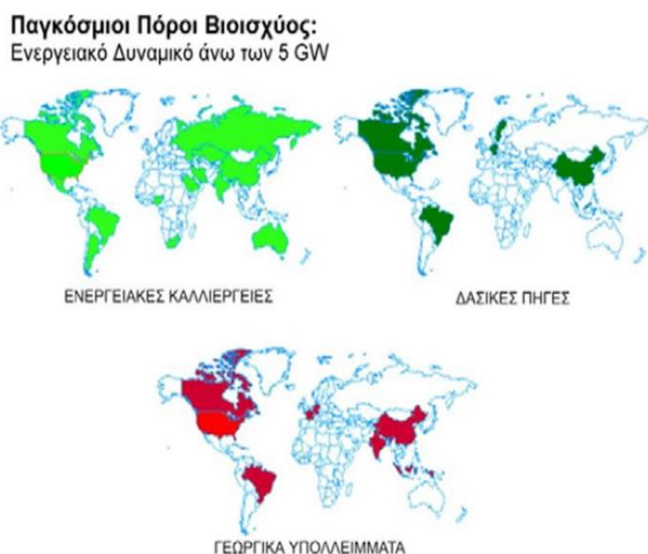 Παγκόσμιοι Πόροι Βιοισχύος:
Ενεργειακό Δυναμικό άνω των 5 GW
ΕΝΕΡΓΕΙΑΚΕΣ ΚΑΛΛΙΕΡΓΕΙΕΣ
ΔΑΣΙΚΕΣ ΠΗΓΕΣ
ΓΕΩΡΓΙΚΑ ΥΠΟΛΛΕΙΜΜΑΤΑ